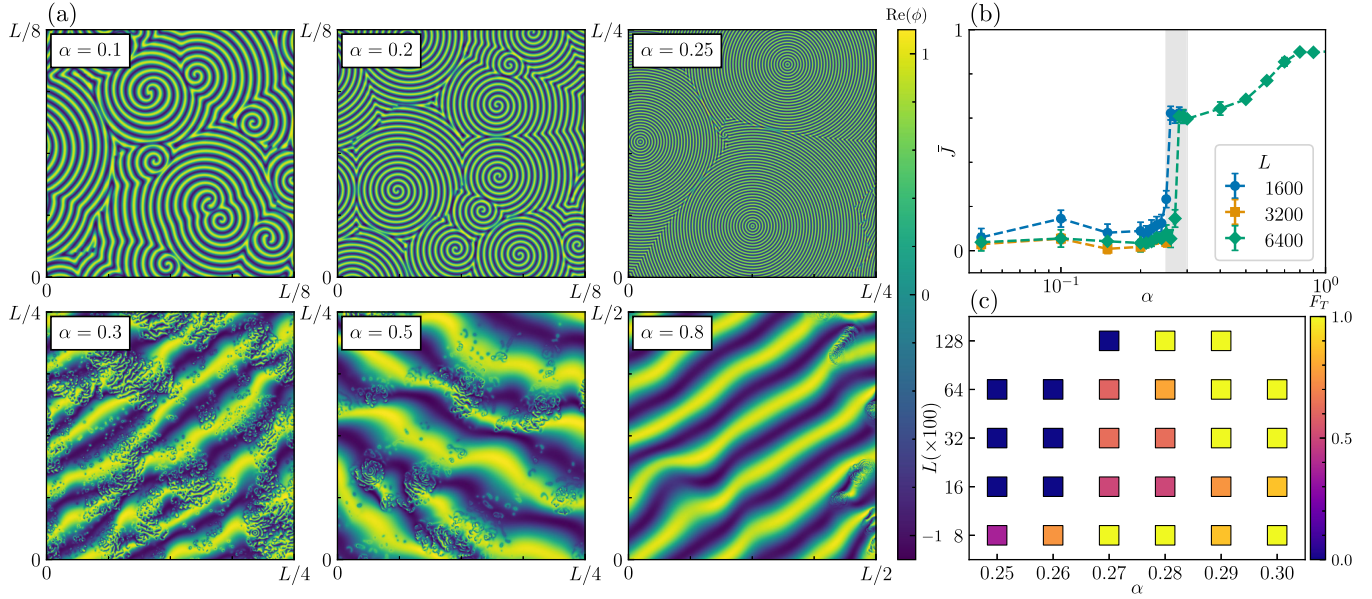 (a)
L/8
α = 0.1
0
0
L/8
L/8
α = 0.2
0
0
L/8
L/4
α = 0.25
0
0
L/4
Re(ϕ)
1
0
−1
L/4
α = 0.3
0
0
L/4
L/4
α = 0.5
0
0
L/4
L/2
α = 0.8
0
0
L/2
(b)
1
J̄
0
10⁻¹
α
10⁰
L
1600
3200
6400
(c)
F_T
1.0
0.0
L(×100)
128
64
32
16
8
0.25 0.26 0.27 0.28 0.29 0.30
α